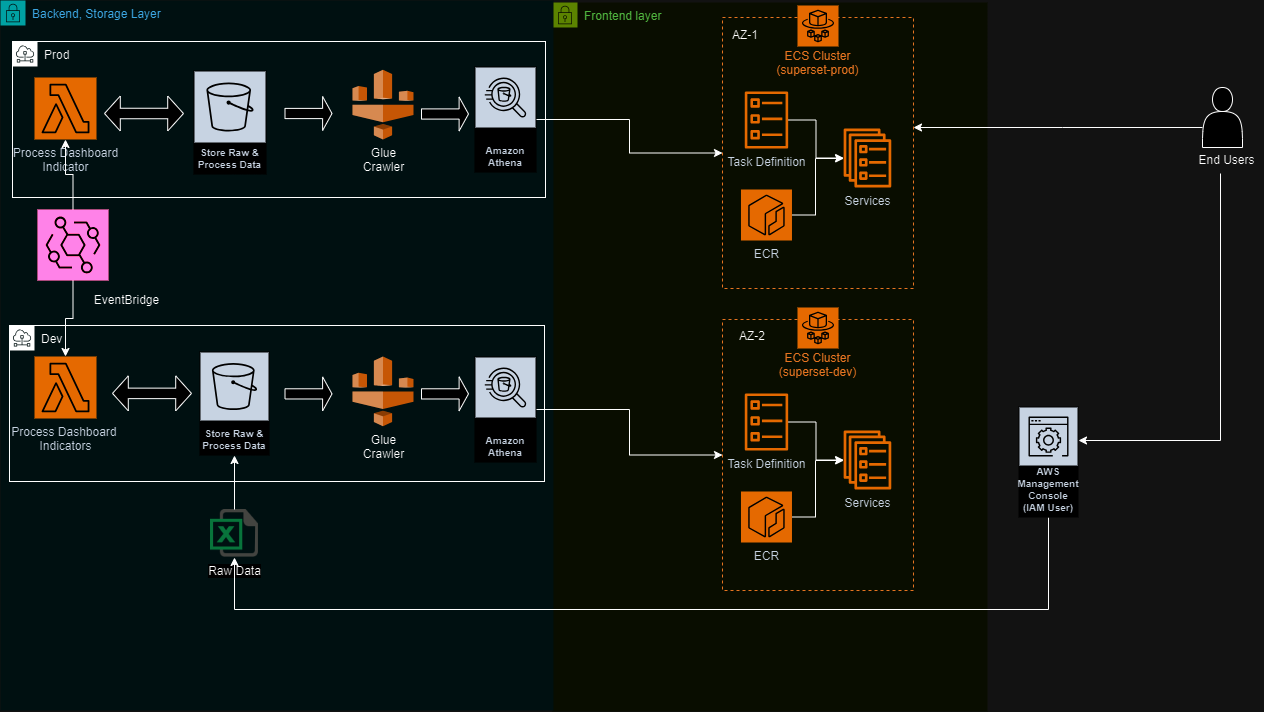 Backend, Storage Layer
Frontend layer
Prod
Process Dashboard
Indicator
Store Raw &
Process Data
Glue
Crawler
Amazon
Athena
EventBridge
Dev
Process Dashboard
Indicators
Store Raw &
Process Data
Glue
Crawler
Amazon
Athena
Raw Data
AZ-1
ECS Cluster
(superset-prod)
Task Definition
Services
ECR
AZ-2
ECS Cluster
(superset-dev)
Task Definition
Services
ECR
End Users
AWS
Management
Console
(IAM User)